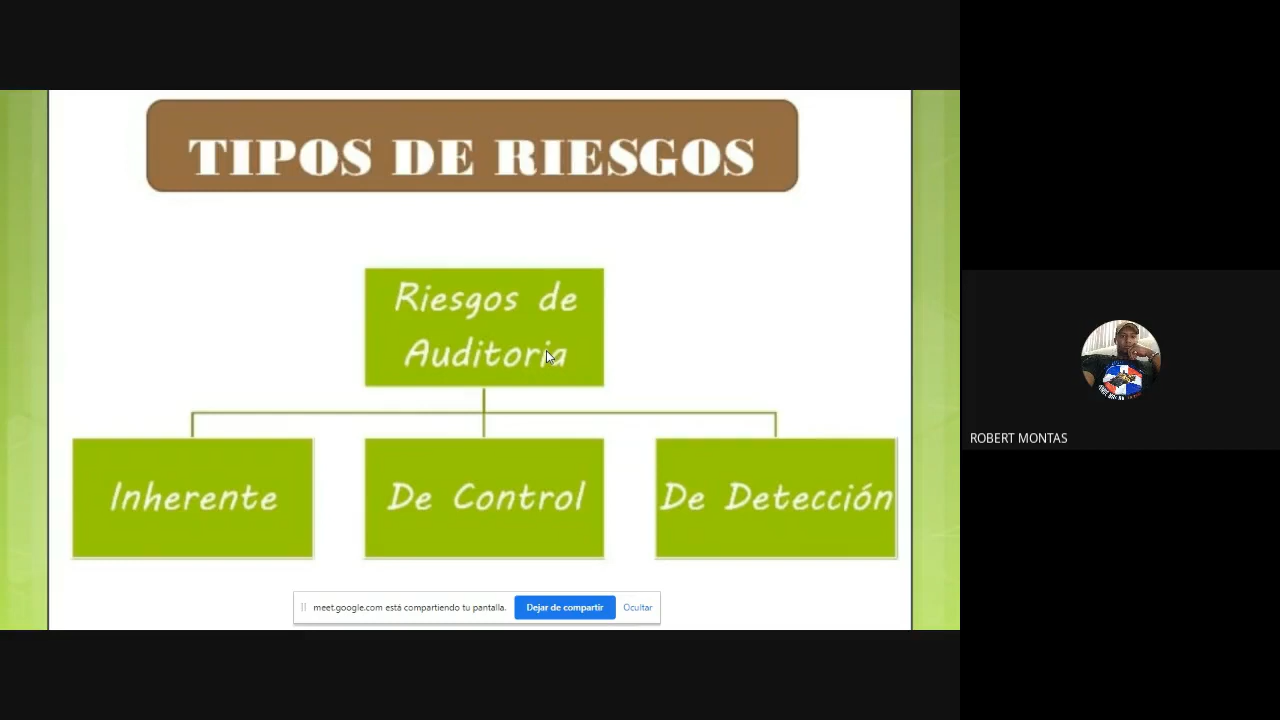 TIPOS DE RIESGOS
Riesgos de
Auditoria
Inherente
De Control
De Detección
meet.google.com está compartiendo tu pantalla.
Dejar de compartir
Ocultar
ROBERT MONTAS